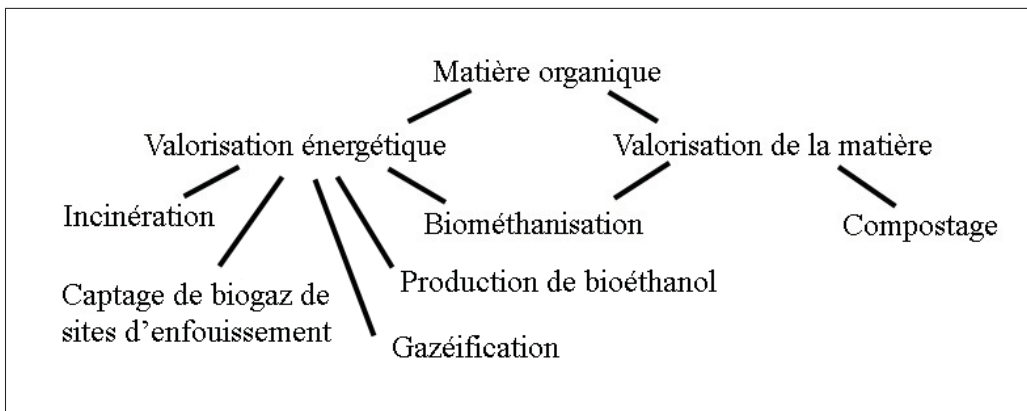 Matière organique
Valorisation énergétique
Valorisation de la matière
Incinération
Biométhanisation
Compostage
Captage de biogaz de
sites d'enfouissement
Production de bioéthanol
Gazéification